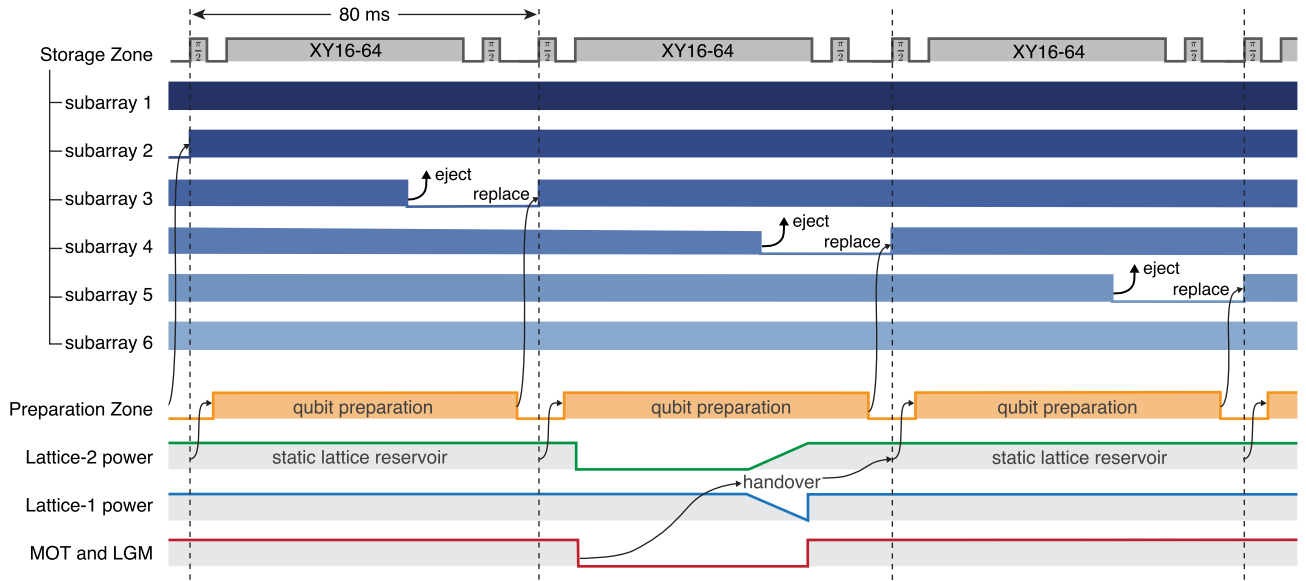 80 ms
Storage Zone
π/2 XY16-64 π/2 π/2 XY16-64 π/2 π/2 XY16-64 π/2 π/2
subarray 1
subarray 2
subarray 3
eject
replace
subarray 4
eject
replace
subarray 5
eject
replace
subarray 6
Preparation Zone
qubit preparation qubit preparation qubit preparation
Lattice-2 power
static lattice reservoir static lattice reservoir
handover
Lattice-1 power
MOT and LGM